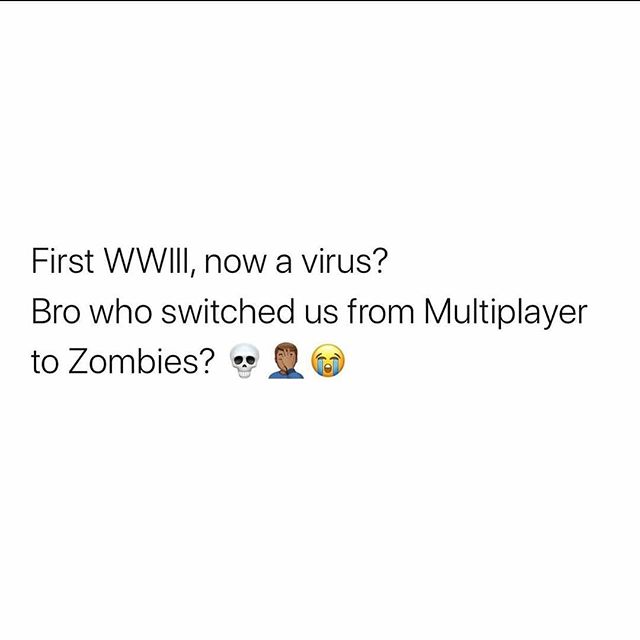 First WWIII, now a virus?
Bro who switched us from Multiplayer
to Zombies? 💀🤦🏾‍♂️😭